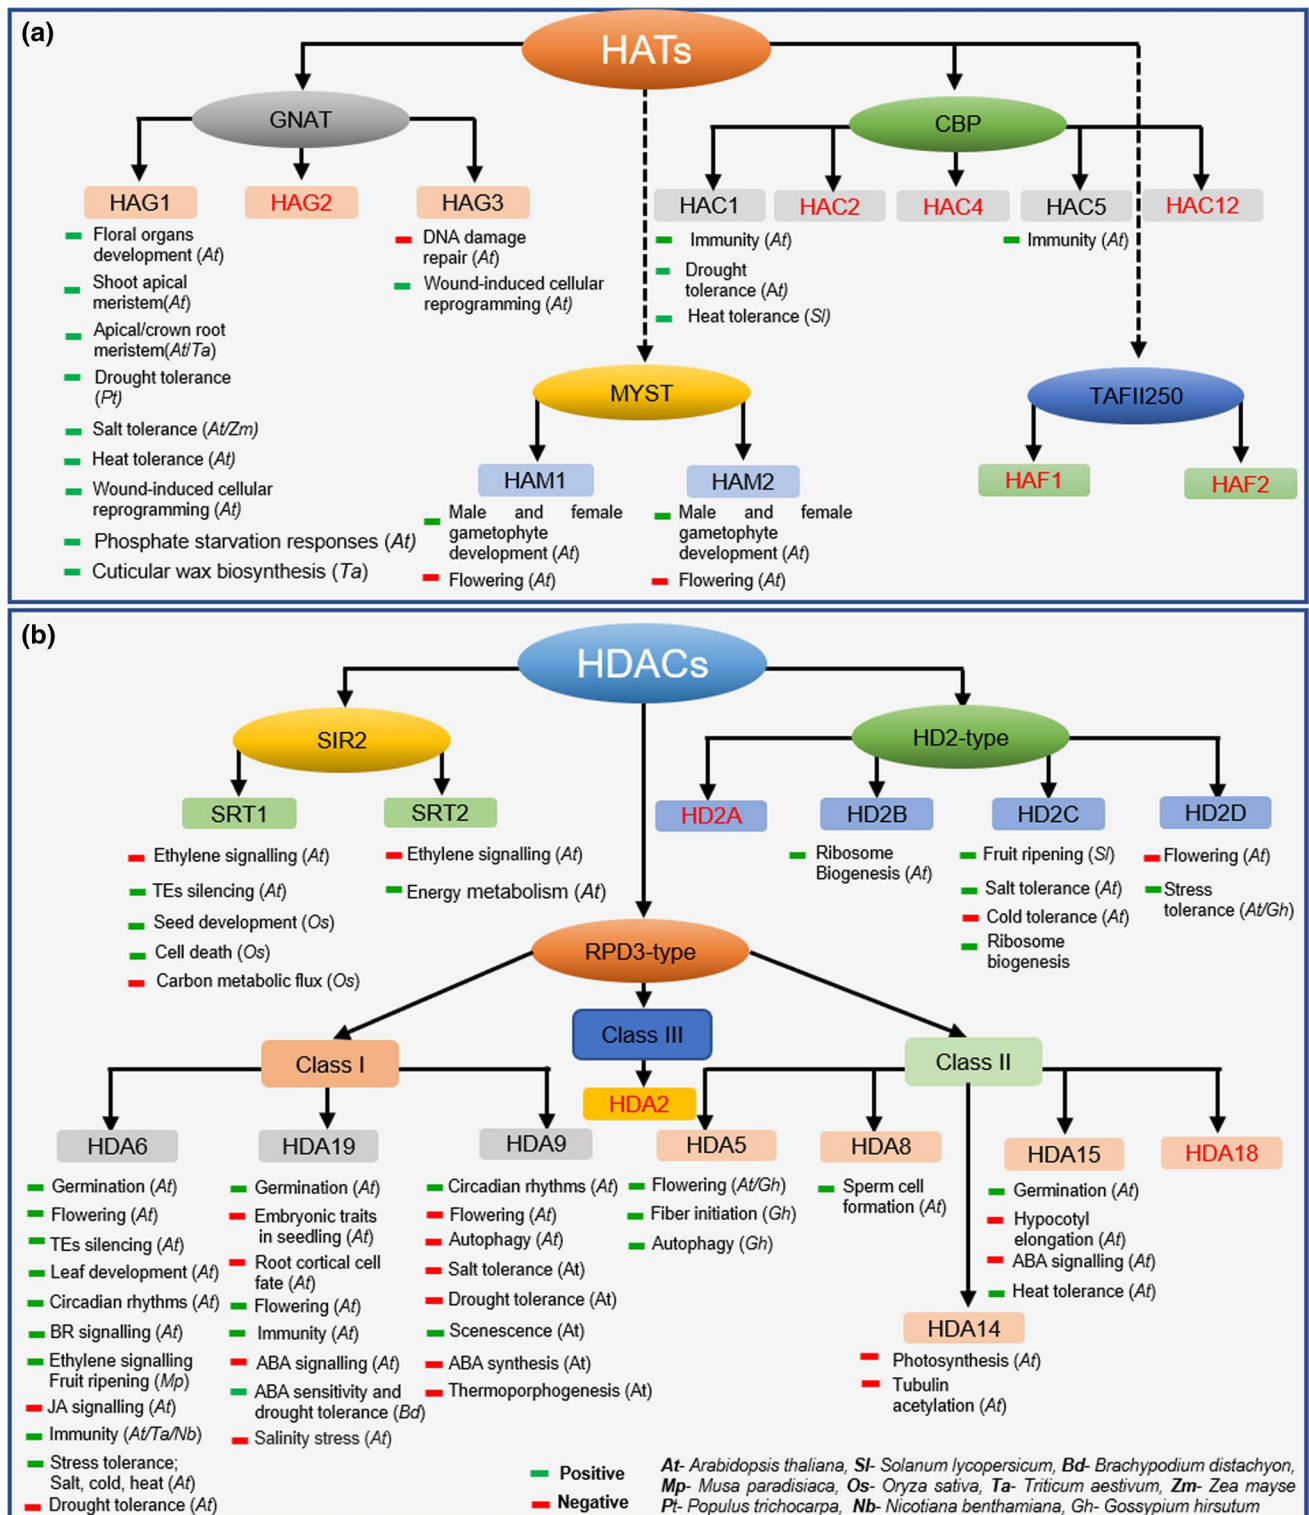 (a)
HATs
GNAT
CBP
HAG1
HAG2
HAG3
HAC1
HAC2
HAC4
HAC5
HAC12
Floral organs
development (At)
Shoot apical
meristem(At)
Apical/crown root
meristem(At/Ta)
Drought tolerance
(Pt)
Salt tolerance (At/Zm)
Heat tolerance (At)
Wound-induced cellular
reprogramming (At)
Phosphate starvation responses (At)
Cuticular wax biosynthesis (Ta)
DNA damage
repair (At)
Wound-induced cellular
reprogramming (At)
Immunity (At)
Drought
tolerance (At)
Heat tolerance (Sl)
Immunity (At)
MYST
TAFII250
HAM1
HAM2
HAF1
HAF2
Male and female
gametophyte
development (At)
Flowering (At)
Male and female
gametophyte
development (At)
Flowering (At)
(b)
HDACs
SIR2
HD2-type
SRT1
SRT2
HD2A
HD2B
HD2C
HD2D
Ethylene signalling (At)
TEs silencing (At)
Seed development (Os)
Cell death (Os)
Carbon metabolic flux (Os)
Ethylene signalling (At)
Energy metabolism (At)
Ribosome
Biogenesis (At)
Fruit ripening (Sl)
Salt tolerance (At)
Cold tolerance (At)
Ribosome
biogenesis
Flowering (At)
Stress
tolerance (At/Gh)
RPD3-type
Class I
Class III
Class II
HDA2
HDA6
HDA19
HDA9
HDA5
HDA8
HDA15
HDA18
Germination (At)
Flowering (At)
TEs silencing (At)
Leaf development (At)
Circadian rhythms (At)
BR signalling (At)
Ethylene signalling
Fruit ripening (Mp)
JA signalling (At)
Immunity (At/Ta/Nb)
Stress tolerance;
Salt, cold, heat (At)
Drought tolerance (At)
Germination (At)
Embryonic traits
in seedling (At)
Root cortical cell
fate (At)
Flowering (At)
Immunity (At)
ABA signalling (At)
ABA sensitivity and
drought tolerance (Bd)
Salinity stress (At)
Circadian rhythms (At)
Flowering (At)
Autophagy (At)
Salt tolerance (At)
Drought tolerance (At)
Scenescence (At)
ABA synthesis (At)
Thermoporphogenesis (At)
Flowering (At/Gh)
Fiber initiation (Gh)
Autophagy (Gh)
Sperm cell
formation (At)
Germination (At)
Hypocotyl
elongation (At)
ABA signalling (At)
Heat tolerance (At)
HDA14
Photosynthesis (At)
Tubulin
acetylation (At)
Positive
Negative
At- Arabidopsis thaliana, Sl- Solanum lycopersicum, Bd- Brachypodium distachyon,
Mp- Musa paradisiaca, Os- Oryza sativa, Ta- Triticum aestivum, Zm- Zea mayse
Pt- Populus trichocarpa, Nb- Nicotiana benthamiana, Gh- Gossypium hirsutum